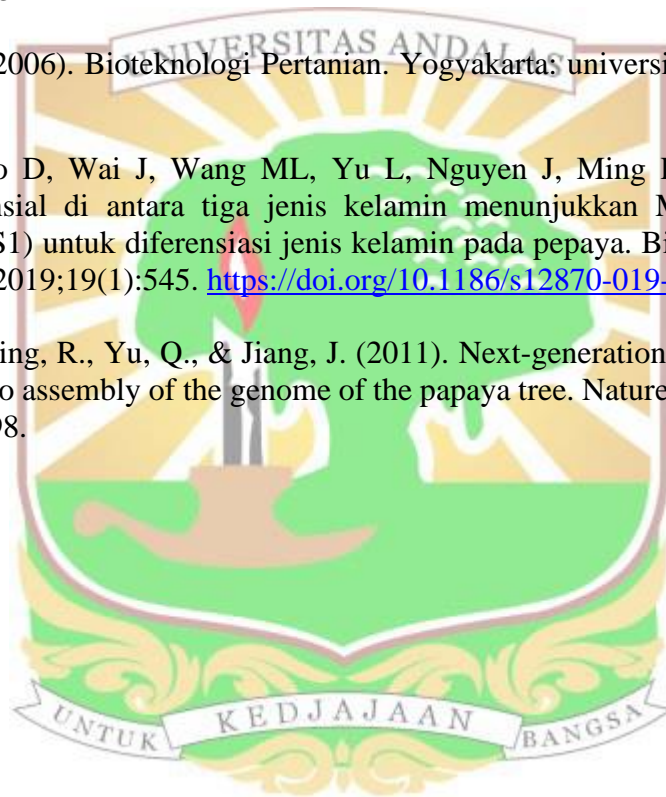 UNIVERSITAS ANDALAS
2006). Bioteknologi Pertanian. Yogyakarta: universi
o D, Wai J, Wang ML, Yu L, Nguyen J, Ming
nsial di antara tiga jenis kelamin menunjukkan
S1) untuk diferensiasi jenis kelamin pada pepaya. Bi
2019;19(1):545. https://doi.org/10.1186/s12870-019-
ing, R., Yu, Q., & Jiang, J. (2011). Next-generation
o assembly of the genome of the papaya tree. Nature
98.
UNTUK KEDJAJAAN BANGSA